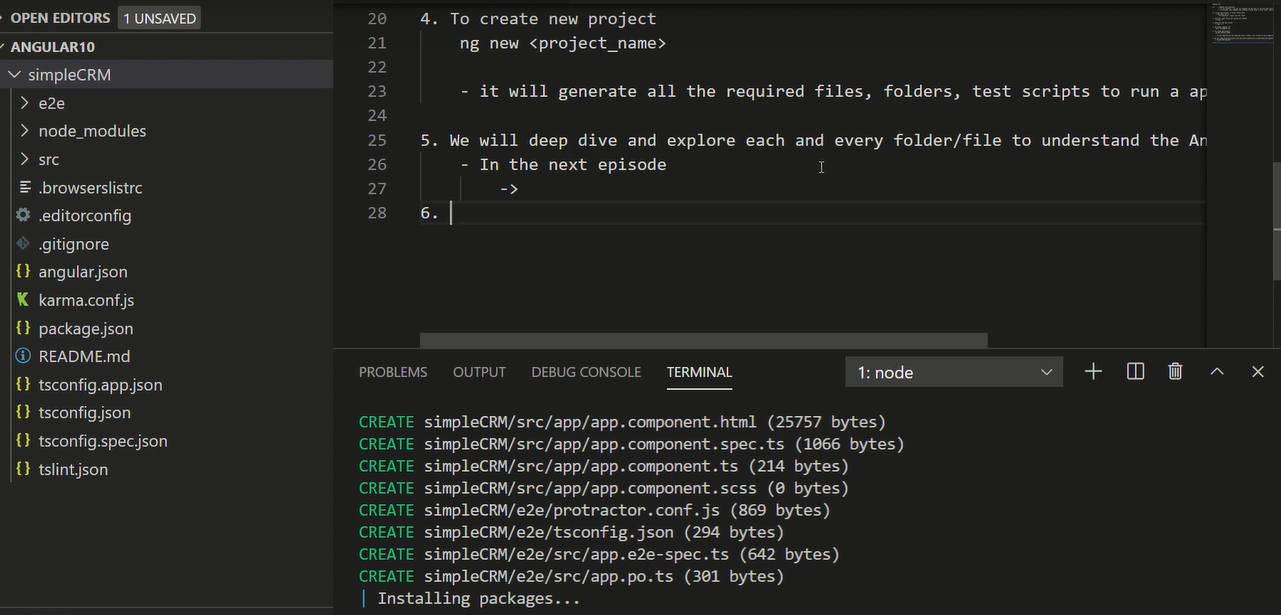 OPEN EDITORS 1 UNSAVED
ANGULAR10
simpleCRM
e2e
node_modules
src
.browserslistrc
.editorconfig
.gitignore
angular.json
karma.conf.js
package.json
README.md
tsconfig.app.json
tsconfig.json
tsconfig.spec.json
tslint.json
20 4. To create new project
21 ng new <project_name>
22
23 - it will generate all the required files, folders, test scripts to run a ap
24
25 5. We will deep dive and explore each and every folder/file to understand the An
26 - In the next episode
27 ->
28 6.
PROBLEMS OUTPUT DEBUG CONSOLE TERMINAL 1: node
CREATE simpleCRM/src/app/app.component.html (25757 bytes)
CREATE simpleCRM/src/app/app.component.spec.ts (1066 bytes)
CREATE simpleCRM/src/app/app.component.ts (214 bytes)
CREATE simpleCRM/src/app/app.component.scss (0 bytes)
CREATE simpleCRM/e2e/protractor.conf.js (869 bytes)
CREATE simpleCRM/e2e/tsconfig.json (294 bytes)
CREATE simpleCRM/e2e/src/app.e2e-spec.ts (642 bytes)
CREATE simpleCRM/e2e/src/app.po.ts (301 bytes)
| Installing packages...